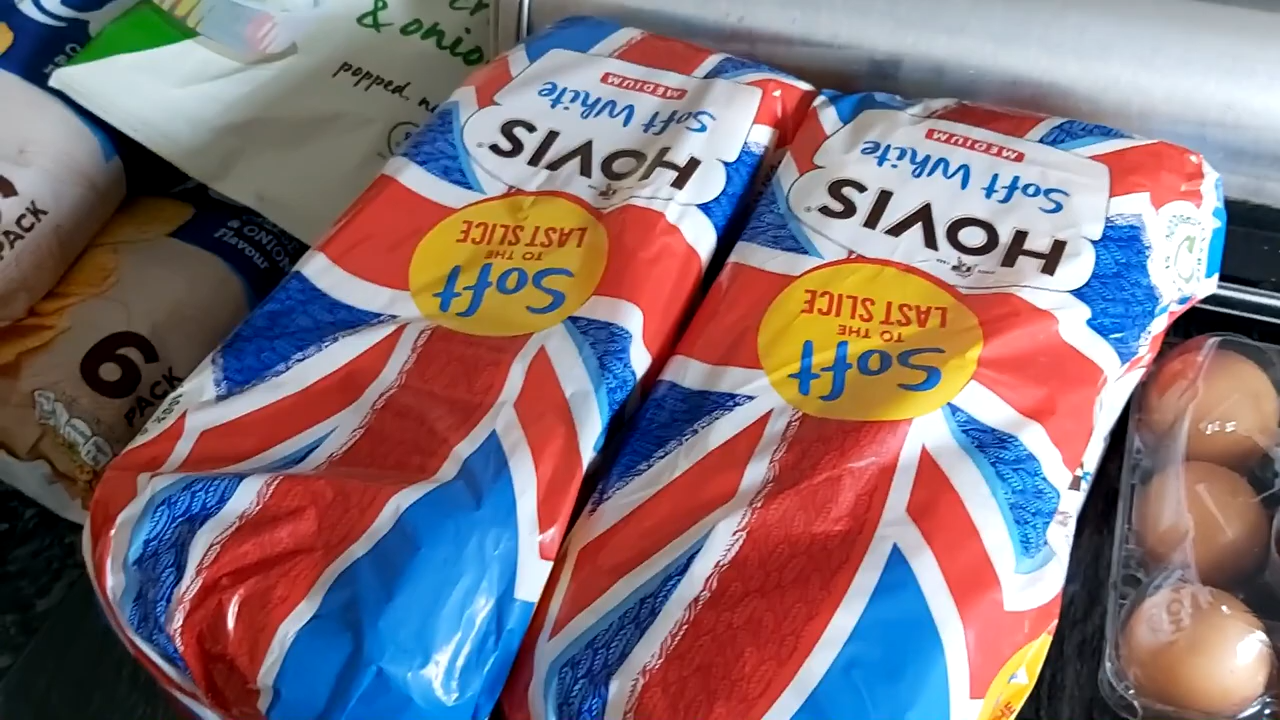 & onio
popped, n
MEDIUM
Soft White
HOVIS
Soft
TO THE
LAST SLICE
MEDIUM
Soft White
HOVIS
Soft
TO THE
LAST SLICE
PACK
& ONION
Flavour
6
PACK